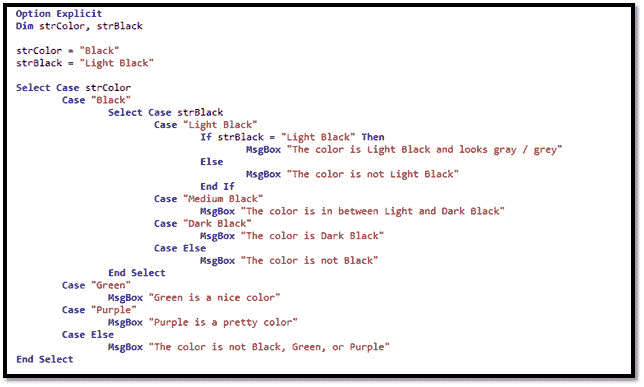 Option Explicit
Dim strColor, strBlack
strColor = "Black"
strBlack = "Light Black"
Select Case strColor
Case "Black"
Select Case strBlack
Case "Light Black"
If strBlack = "Light Black" Then
MsgBox "The color is Light Black and looks gray / grey"
Else
MsgBox "The color is not Light Black"
End If
Case "Medium Black"
MsgBox "The color is in between Light and Dark Black"
Case "Dark Black"
MsgBox "The color is Dark Black"
Case Else
MsgBox "The color is not Black"
End Select
Case "Green"
MsgBox "Green is a nice color"
Case "Purple"
MsgBox "Purple is a pretty color"
Case Else
MsgBox "The color is not Black, Green, or Purple"
End Select